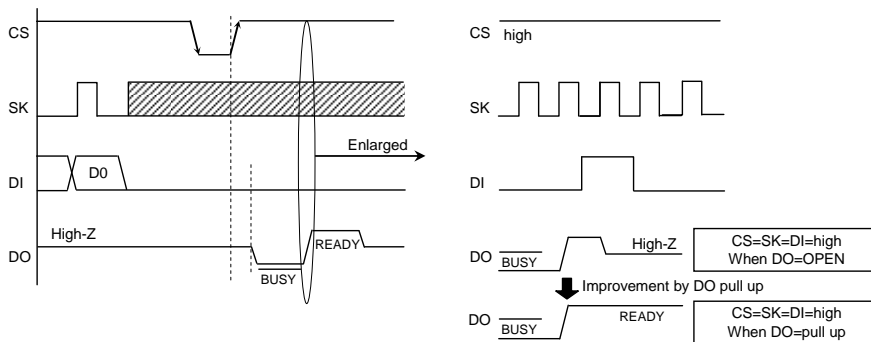 CS
SK
DI
D0
DO
High-Z
BUSY
READY
Enlarged
CS
high
SK
DI
DO
BUSY
High-Z
CS=SK=DI=high
When DO=OPEN
Improvement by DO pull up
DO
BUSY
READY
CS=SK=DI=high
When DO=pull up